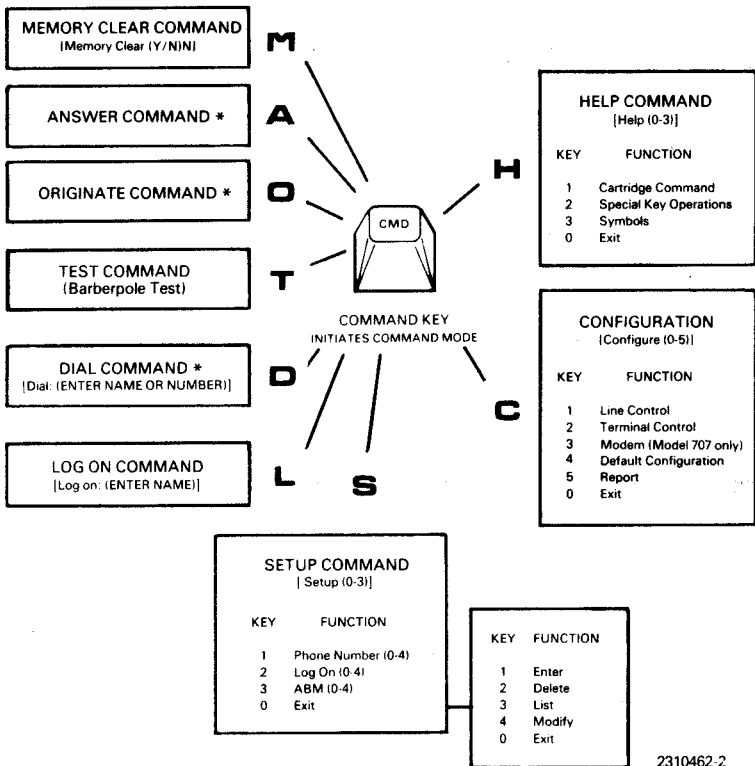 MEMORY CLEAR COMMAND
[Memory Clear (Y/N)N]
M
ANSWER COMMAND *
A
ORIGINATE COMMAND *
O
TEST COMMAND
(Barberpole Test)
T
DIAL COMMAND *
[Dial: (ENTER NAME OR NUMBER)]
D
LOG ON COMMAND
[Log on: (ENTER NAME)]
L
S
CMD
COMMAND KEY
INITIATES COMMAND MODE
H
HELP COMMAND
[Help (0-3)]
KEY FUNCTION
1 Cartridge Command
2 Special Key Operations
3 Symbols
0 Exit
C
CONFIGURATION
[Configure (0-5)]
KEY FUNCTION
1 Line Control
2 Terminal Control
3 Modem (Model 707 only)
4 Default Configuration
5 Report
0 Exit
SETUP COMMAND
[Setup (0-3)]
KEY FUNCTION
1 Phone Number (0-4)
2 Log On (0-4)
3 ABM (0-4)
0 Exit
KEY FUNCTION
1 Enter
2 Delete
3 List
4 Modify
0 Exit
2310462-2